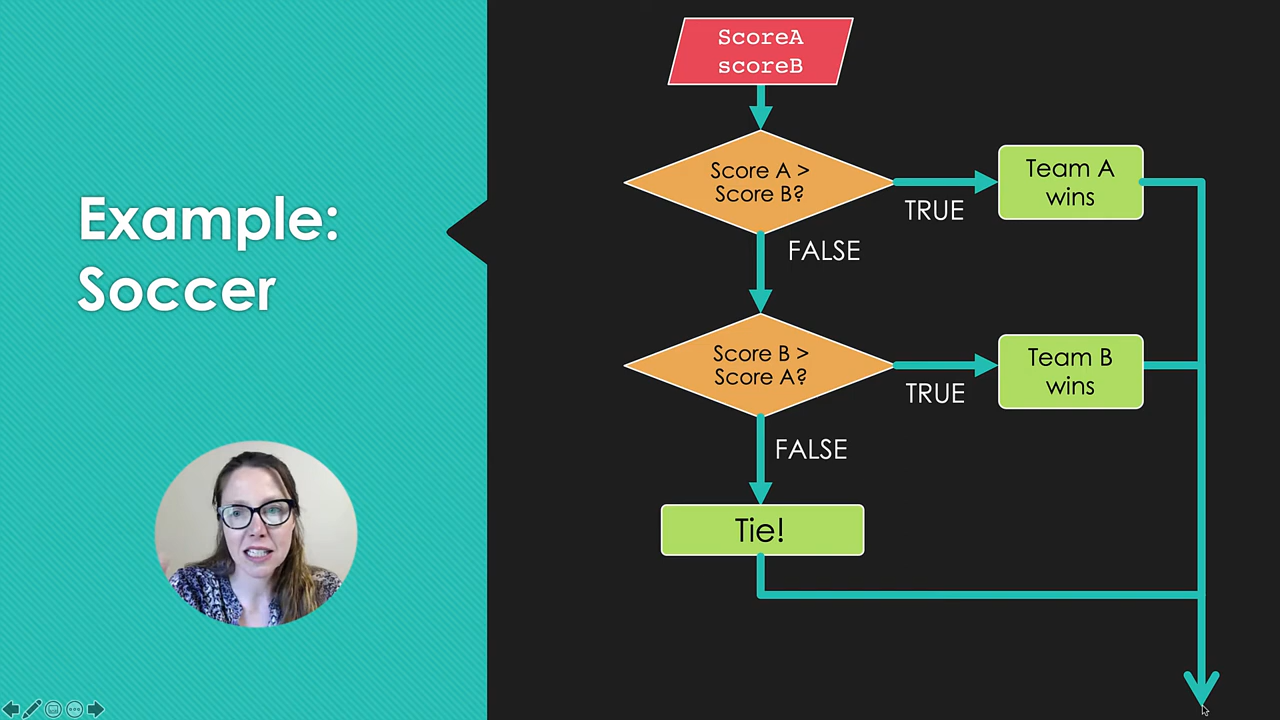 Example:
Soccer
ScoreA
scoreB
Score A >
Score B?
TRUE
Team A
wins
FALSE
Score B >
Score A?
TRUE
Team B
wins
FALSE
Tie!